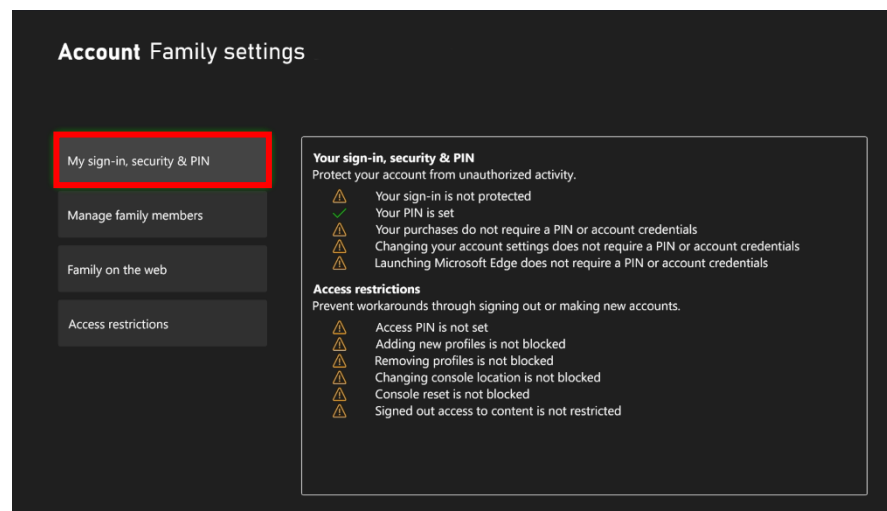 Account Family settings
My sign-in, security & PIN
Manage family members
Family on the web
Access restrictions
Your sign-in, security & PIN
Protect your account from unauthorized activity.
Your sign-in is not protected
Your PIN is set
Your purchases do not require a PIN or account credentials
Changing your account settings does not require a PIN or account credentials
Launching Microsoft Edge does not require a PIN or account credentials
Access restrictions
Prevent workarounds through signing out or making new accounts.
Access PIN is not set
Adding new profiles is not blocked
Removing profiles is not blocked
Changing console location is not blocked
Console reset is not blocked
Signed out access to content is not restricted